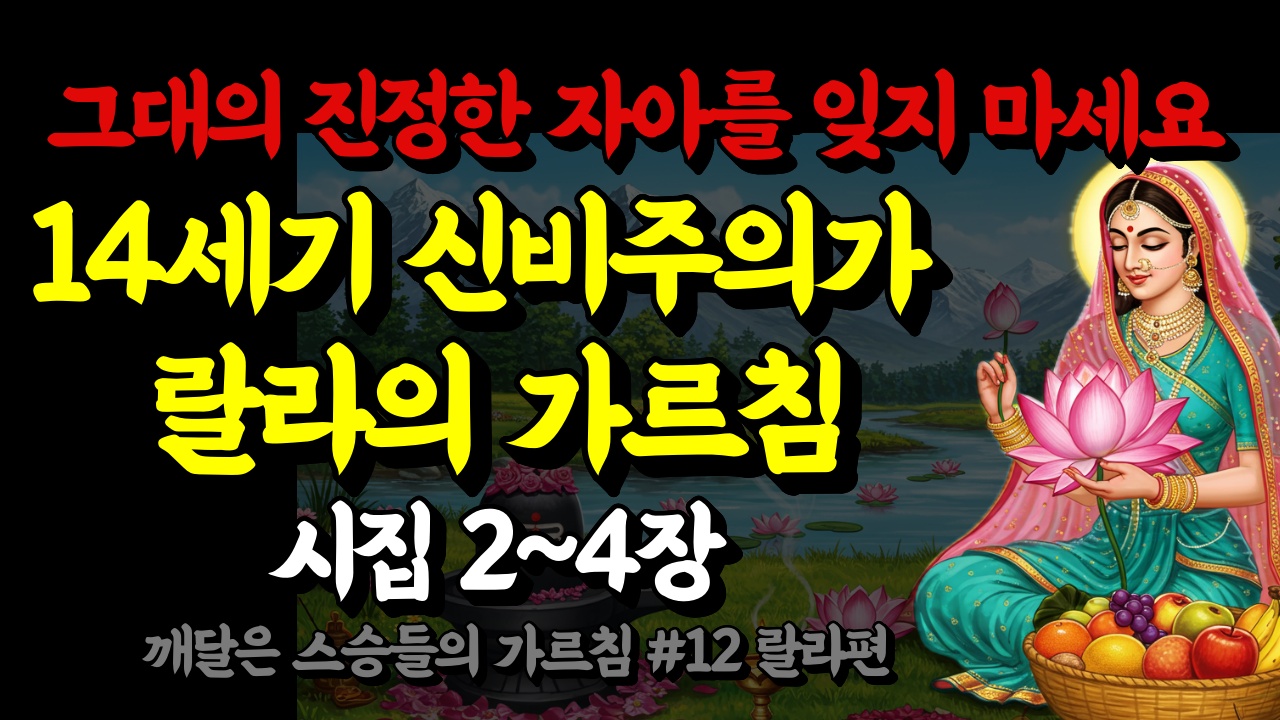 그대의 진정한 자아를 잊지 마세요
14세기 신비주의가
랄라의 가르침
시집 2~4장
깨달은 스승들의 가르침 #12 랄라편